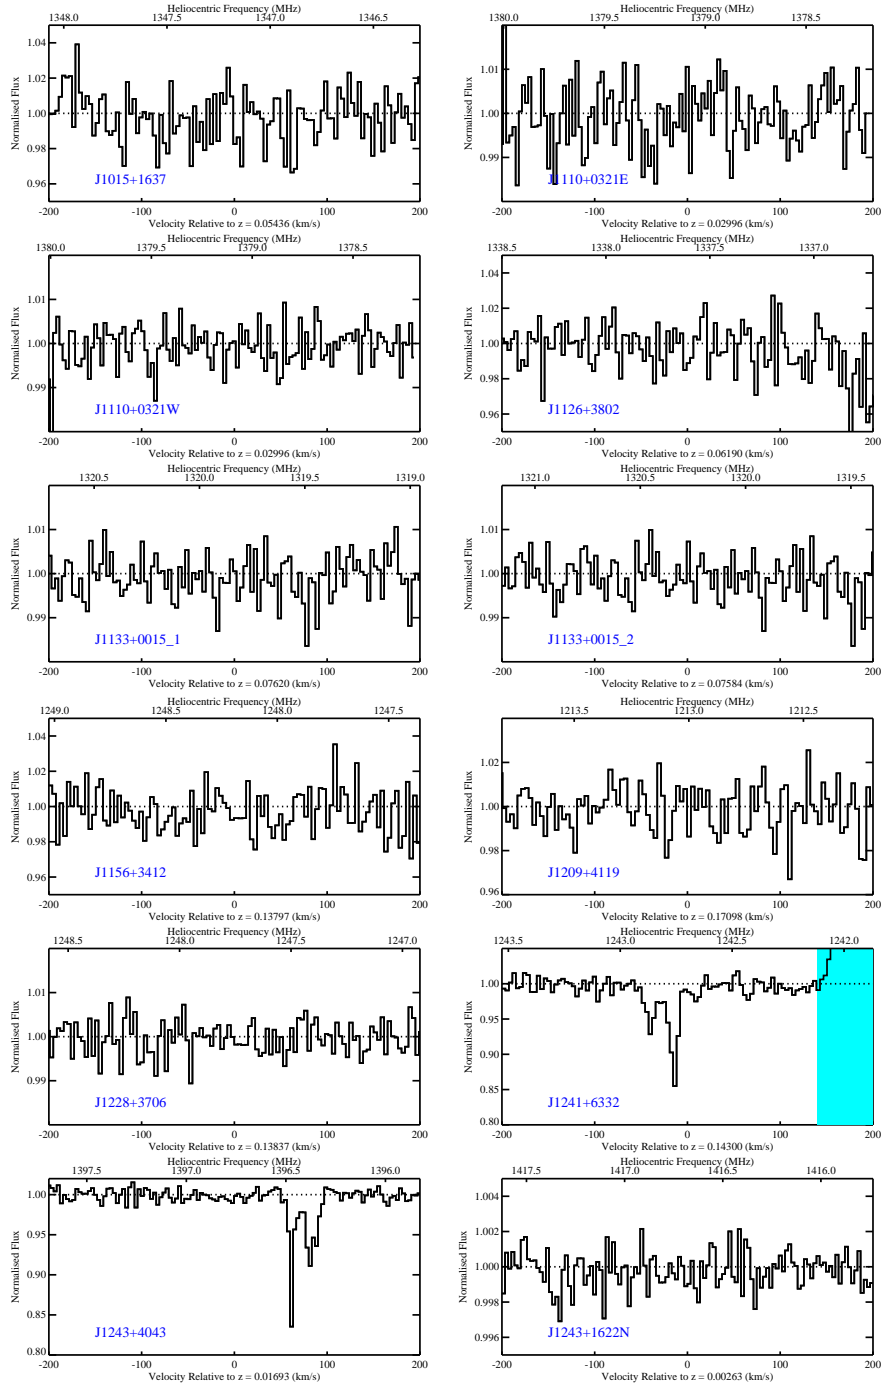 Heliocentric Frequency (MHz)
1348.0 1347.5 1347.0 1346.5
Normalised Flux
1.04
1.02
1.00
0.98
0.96
J1015+1637
-200 -100 0 100 200
Velocity Relative to z = 0.05436 (km/s)
Heliocentric Frequency (MHz)
1380.0 1379.5 1379.0 1378.5
Normalised Flux
1.01
1.00
0.99
J1110+0321E
-200 -100 0 100 200
Velocity Relative to z = 0.02996 (km/s)
Heliocentric Frequency (MHz)
1380.0 1379.5 1379.0 1378.5
Normalised Flux
1.01
1.00
0.99
J1110+0321W
-200 -100 0 100 200
Velocity Relative to z = 0.02996 (km/s)
Heliocentric Frequency (MHz)
1338.5 1338.0 1337.5 1337.0
Normalised Flux
1.04
1.02
1.00
0.98
0.96
J1126+3802
-200 -100 0 100 200
Velocity Relative to z = 0.06190 (km/s)
Heliocentric Frequency (MHz)
1320.5 1320.0 1319.5 1319.0
Normalised Flux
1.01
1.00
0.99
J1133+0015_1
-200 -100 0 100 200
Velocity Relative to z = 0.07620 (km/s)
Heliocentric Frequency (MHz)
1321.0 1320.5 1320.0 1319.5
Normalised Flux
1.01
1.00
0.99
J1133+0015_2
-200 -100 0 100 200
Velocity Relative to z = 0.07584 (km/s)
Heliocentric Frequency (MHz)
1249.0 1248.5 1248.0 1247.5
Normalised Flux
1.04
1.02
1.00
0.98
0.96
J1156+3412
-200 -100 0 100 200
Velocity Relative to z = 0.13797 (km/s)
Heliocentric Frequency (MHz)
1213.5 1213.0 1212.5
Normalised Flux
1.02
1.00
0.98
0.96
J1209+4119
-200 -100 0 100 200
Velocity Relative to z = 0.17098 (km/s)
Heliocentric Frequency (MHz)
1248.5 1248.0 1247.5 1247.0
Normalised Flux
1.01
1.00
0.99
J1228+3706
-200 -100 0 100 200
Velocity Relative to z = 0.13837 (km/s)
Heliocentric Frequency (MHz)
1243.5 1243.0 1242.5 1242.0
Normalised Flux
1.00
0.95
0.90
0.85
0.80
J1241+6332
-200 -100 0 100 200
Velocity Relative to z = 0.14300 (km/s)
Heliocentric Frequency (MHz)
1397.5 1397.0 1396.5 1396.0
Normalised Flux
1.00
0.95
0.90
0.85
0.80
J1243+4043
-200 -100 0 100 200
Velocity Relative to z = 0.01693 (km/s)
Heliocentric Frequency (MHz)
1417.5 1417.0 1416.5 1416.0
Normalised Flux
1.004
1.002
1.000
0.998
0.996
J1243+1622N
-200 -100 0 100 200
Velocity Relative to z = 0.00263 (km/s)